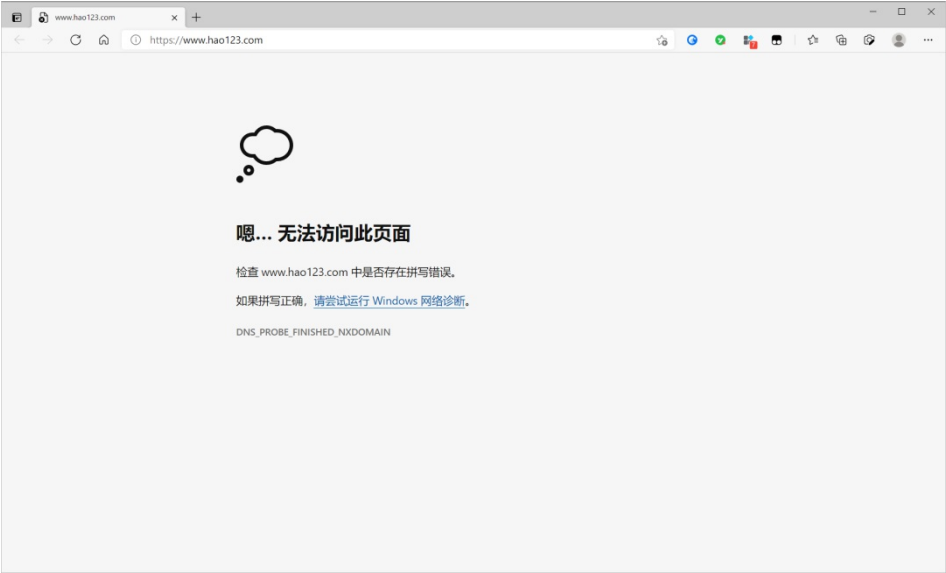 www.hao123.com
https://www.hao123.com
7
嗯… 无法访问此页面
检查 www.hao123.com 中是否存在拼写错误。
如果拼写正确，请尝试运行 Windows 网络诊断。
DNS_PROBE_FINISHED_NXDOMAIN